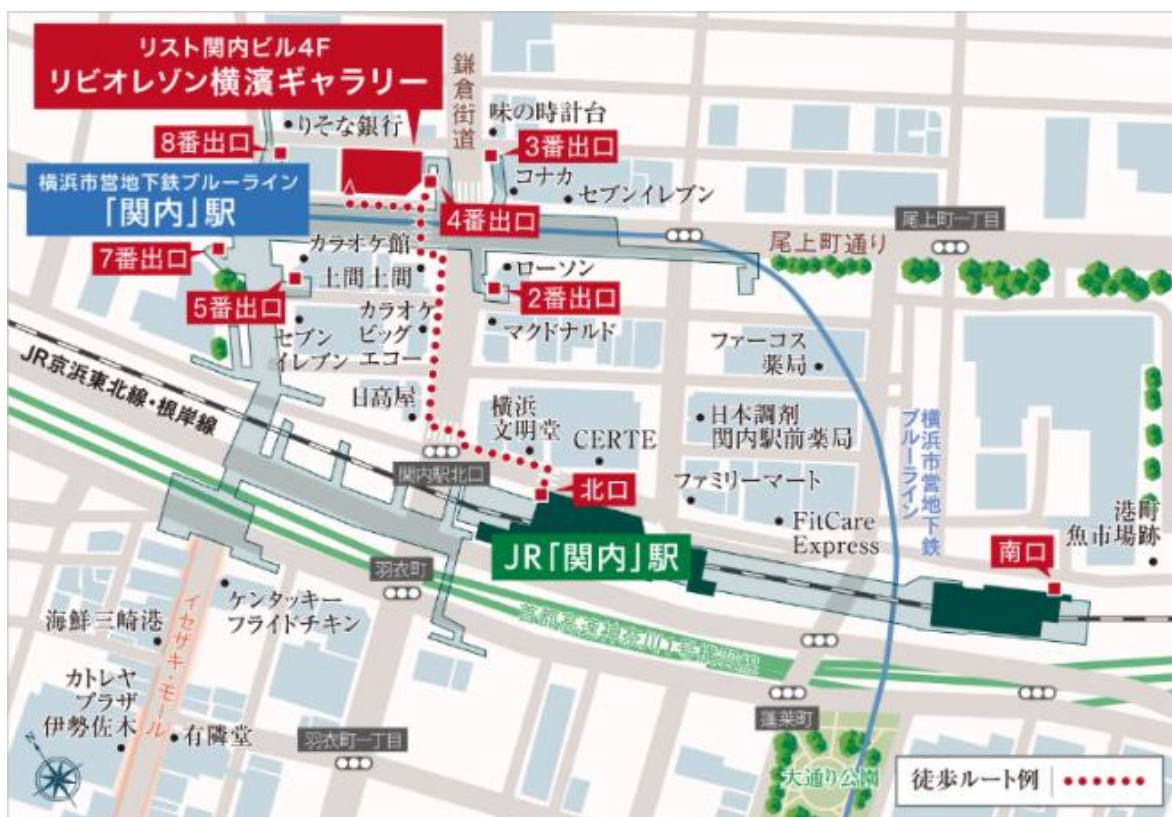 リスト関内ビル4F
リビオレゾン横濱ギャラリー
鎌倉街道
りそな銀行
味の時計台
8番出口
3番出口
コナカ
セブンイレブン
横浜市営地下鉄ブルーライン
「関内」駅
4番出口
尾上町一丁目
尾上町通り
7番出口
カラオケ館
土間土間
ローソン
5番出口
2番出口
セブン
イレブン
カラオケ
ビッグ
エコー
マクドナルド
ファーコス
薬局
JR京浜東北線・根岸線
日高屋
横浜
文明堂
CERTE
日本調剤
関内駅前薬局
横浜市営地下鉄
ブルーライン
関内駅北口
北口
ファミリーマート
FitCare
Express
港町
魚市場跡
JR「関内」駅
南口
羽衣町
ケンタッキー
フライドチキン
海鮮三崎港
イセザキ・モール
首都高速神奈川1号横羽線
カトレヤ
プラザ
伊勢佐木
有隣堂
羽衣町一丁目
蓬莱町
大通り公園
徒歩ルート例
N